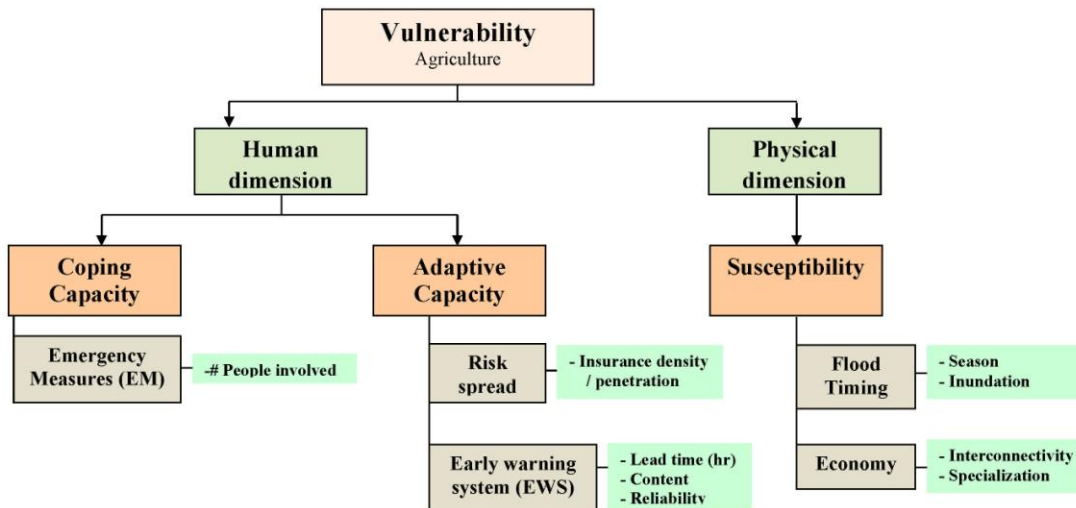 Vulnerability
Agriculture
Human
dimension
Physical
dimension
Coping
Capacity
Adaptive
Capacity
Susceptibility
Emergency
Measures (EM)
-# People involved
Risk
spread
- Insurance density
/ penetration
Flood
Timing
- Season
- Inundation
Early warning
system (EWS)
- Lead time (hr)
- Content
- Reliability
Economy
- Interconnectivity
- Specialization